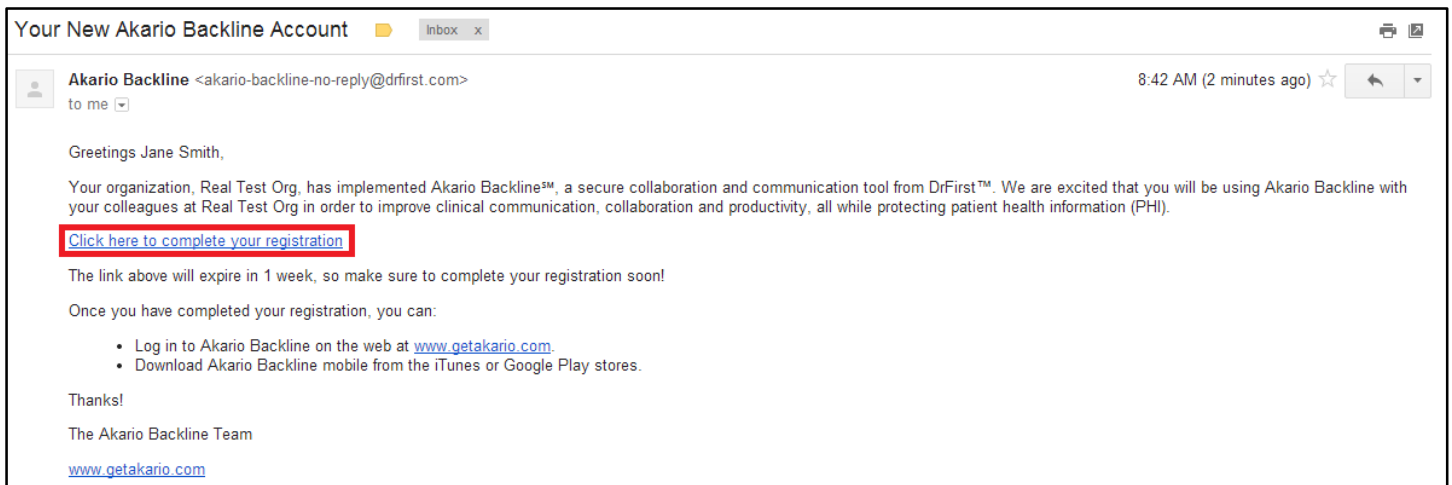 Your New Akario Backline Account Inbox x
Akario Backline <akario-backline-no-reply@drfirst.com> 8:42 AM (2 minutes ago)
to me
Greetings Jane Smith,
Your organization, Real Test Org, has implemented Akario Backline℠, a secure collaboration and communication tool from DrFirst™. We are excited that you will be using Akario Backline with
your colleagues at Real Test Org in order to improve clinical communication, collaboration and productivity, all while protecting patient health information (PHI).
Click here to complete your registration
The link above will expire in 1 week, so make sure to complete your registration soon!
Once you have completed your registration, you can:
• Log in to Akario Backline on the web at www.getakario.com.
• Download Akario Backline mobile from the iTunes or Google Play stores.
Thanks!
The Akario Backline Team
www.getakario.com